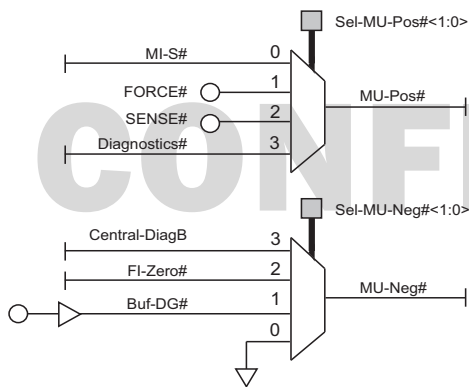 Sel-MU-Pos#<1:0>
MI-S# 0
FORCE# 1
MU-Pos#
SENSE# 2
Diagnostics# 3
CONF
Sel-MU-Neg#<1:0>
Central-DiagB 3
FI-Zero# 2
MU-Neg#
Buf-DG# 1
0